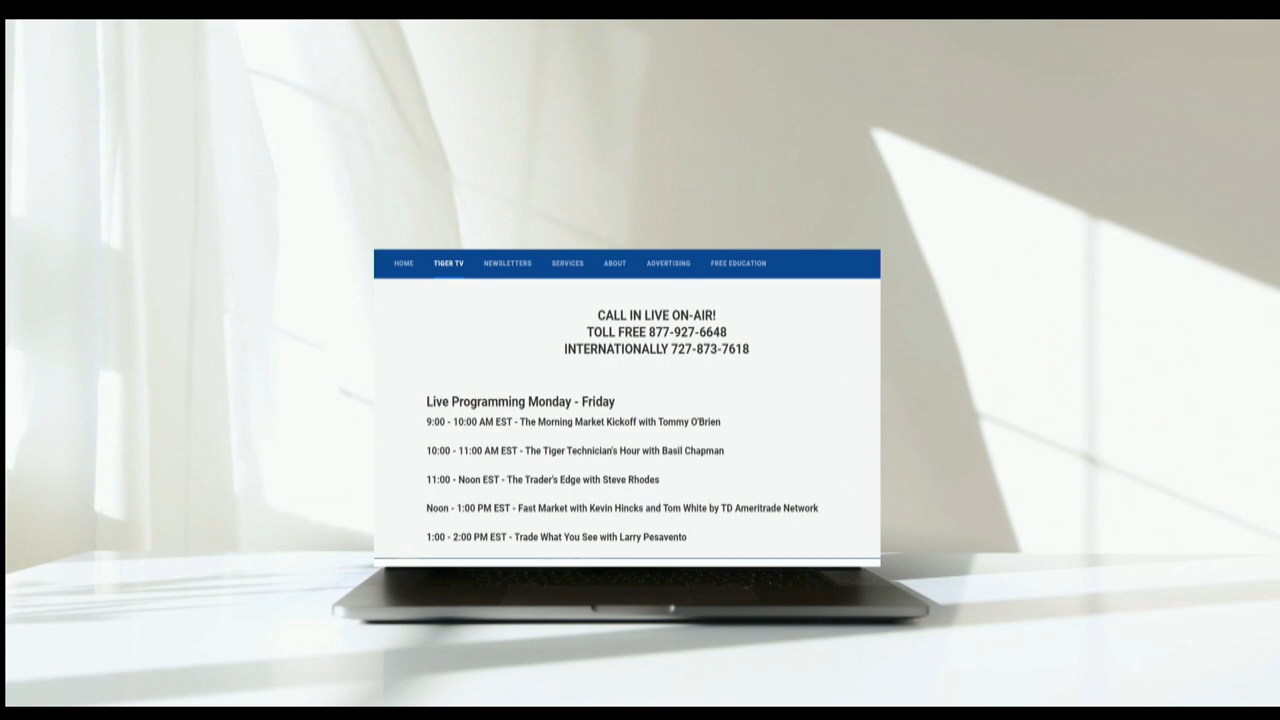 HOME TIGER TV NEWSLETTERS SERVICES ABOUT ADVERTISING FREE EDUCATION
CALL IN LIVE ON-AIR!
TOLL FREE 877-927-6648
INTERNATIONALLY 727-873-7618
Live Programming Monday - Friday
9:00 - 10:00 AM EST - The Morning Market Kickoff with Tommy O'Brien
10:00 - 11:00 AM EST - The Tiger Technician's Hour with Basil Chapman
11:00 - Noon EST - The Trader's Edge with Steve Rhodes
Noon - 1:00 PM EST - Fast Market with Kevin Hincks and Tom White by TD Ameritrade Network
1:00 - 2:00 PM EST - Trade What You See with Larry Pesavento